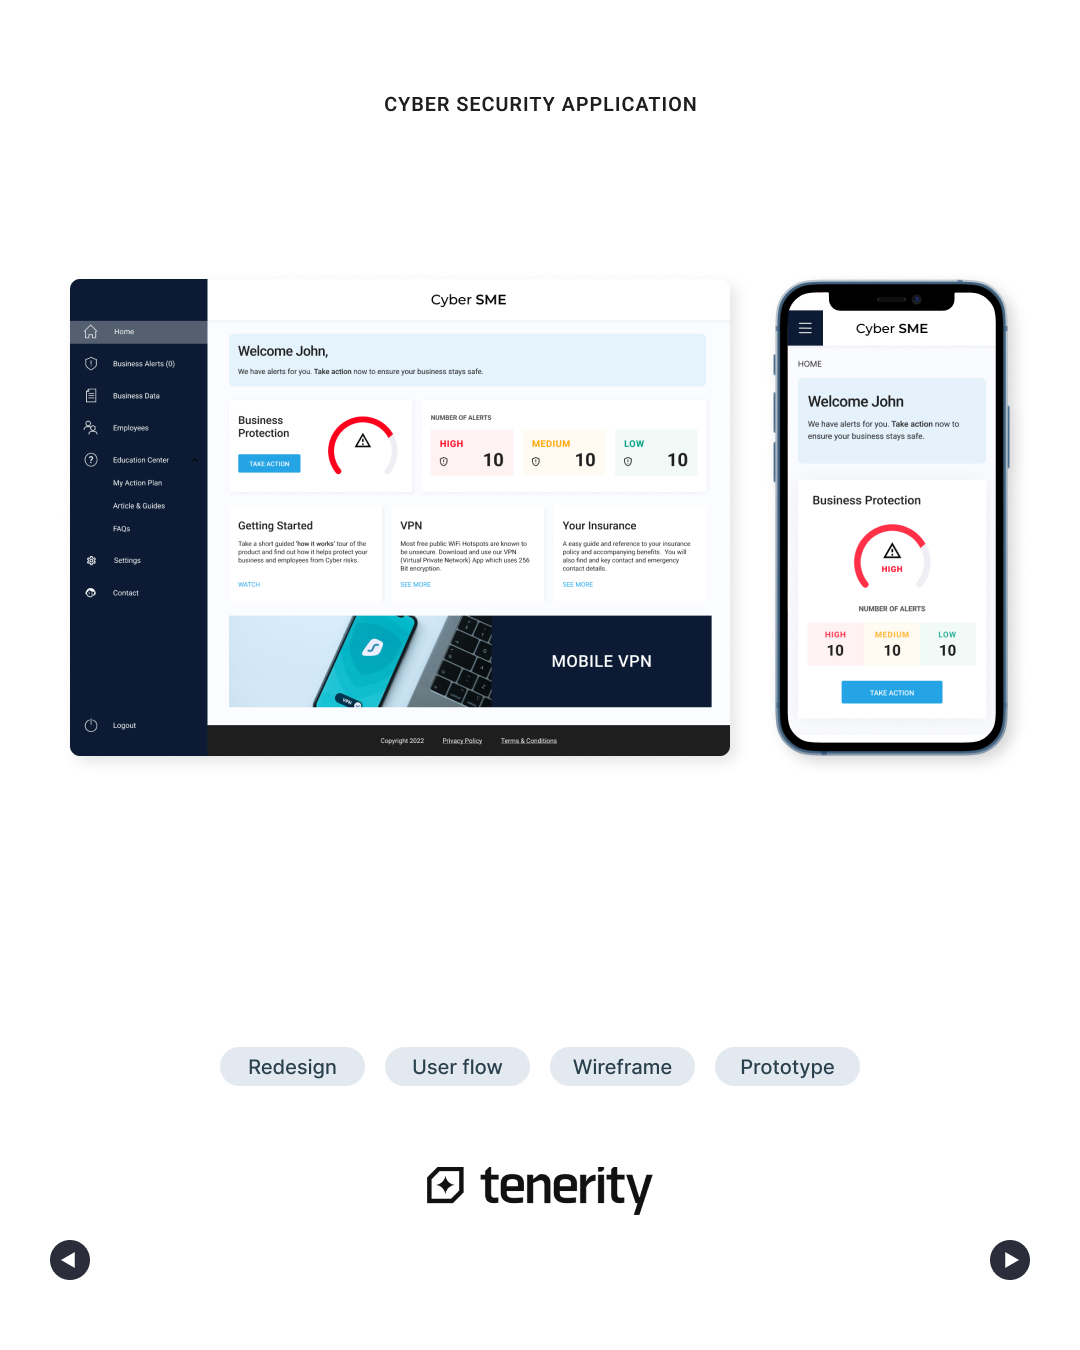 CYBER SECURITY APPLICATION
Cyber SME
Home
Business Alerts (0)
Business Data
Employees
Education Center
My Action Plan
Article & Guides
FAQs
Settings
Contact
Logout
Welcome John,
We have alerts for you. Take action now to ensure your business stays safe.
Business
Protection
TAKE ACTION
NUMBER OF ALERTS
HIGH
10
MEDIUM
10
LOW
10
Getting Started
Take a short guided 'how it works' tour of the
product and find out how it helps protect your
business and employees from Cyber risks.
WATCH
VPN
Most free public WiFi Hotspots are known to
be unsecure. Download and use our VPN
(Virtual Private Network) App which uses 256
Bit encryption.
SEE MORE
Your Insurance
A easy guide and reference to your insurance
policy and accompanying benefits. You will
also find and key contact and emergency
contact details.
SEE MORE
VPN
MOBILE VPN
Copyright 2022 Privacy Policy Terms & Conditions
Cyber SME
HOME
Welcome John
We have alerts for you. Take action now to
ensure your business stays safe.
Business Protection
HIGH
NUMBER OF ALERTS
HIGH MEDIUM LOW
10 10 10
TAKE ACTION
Redesign User flow Wireframe Prototype
tenerity